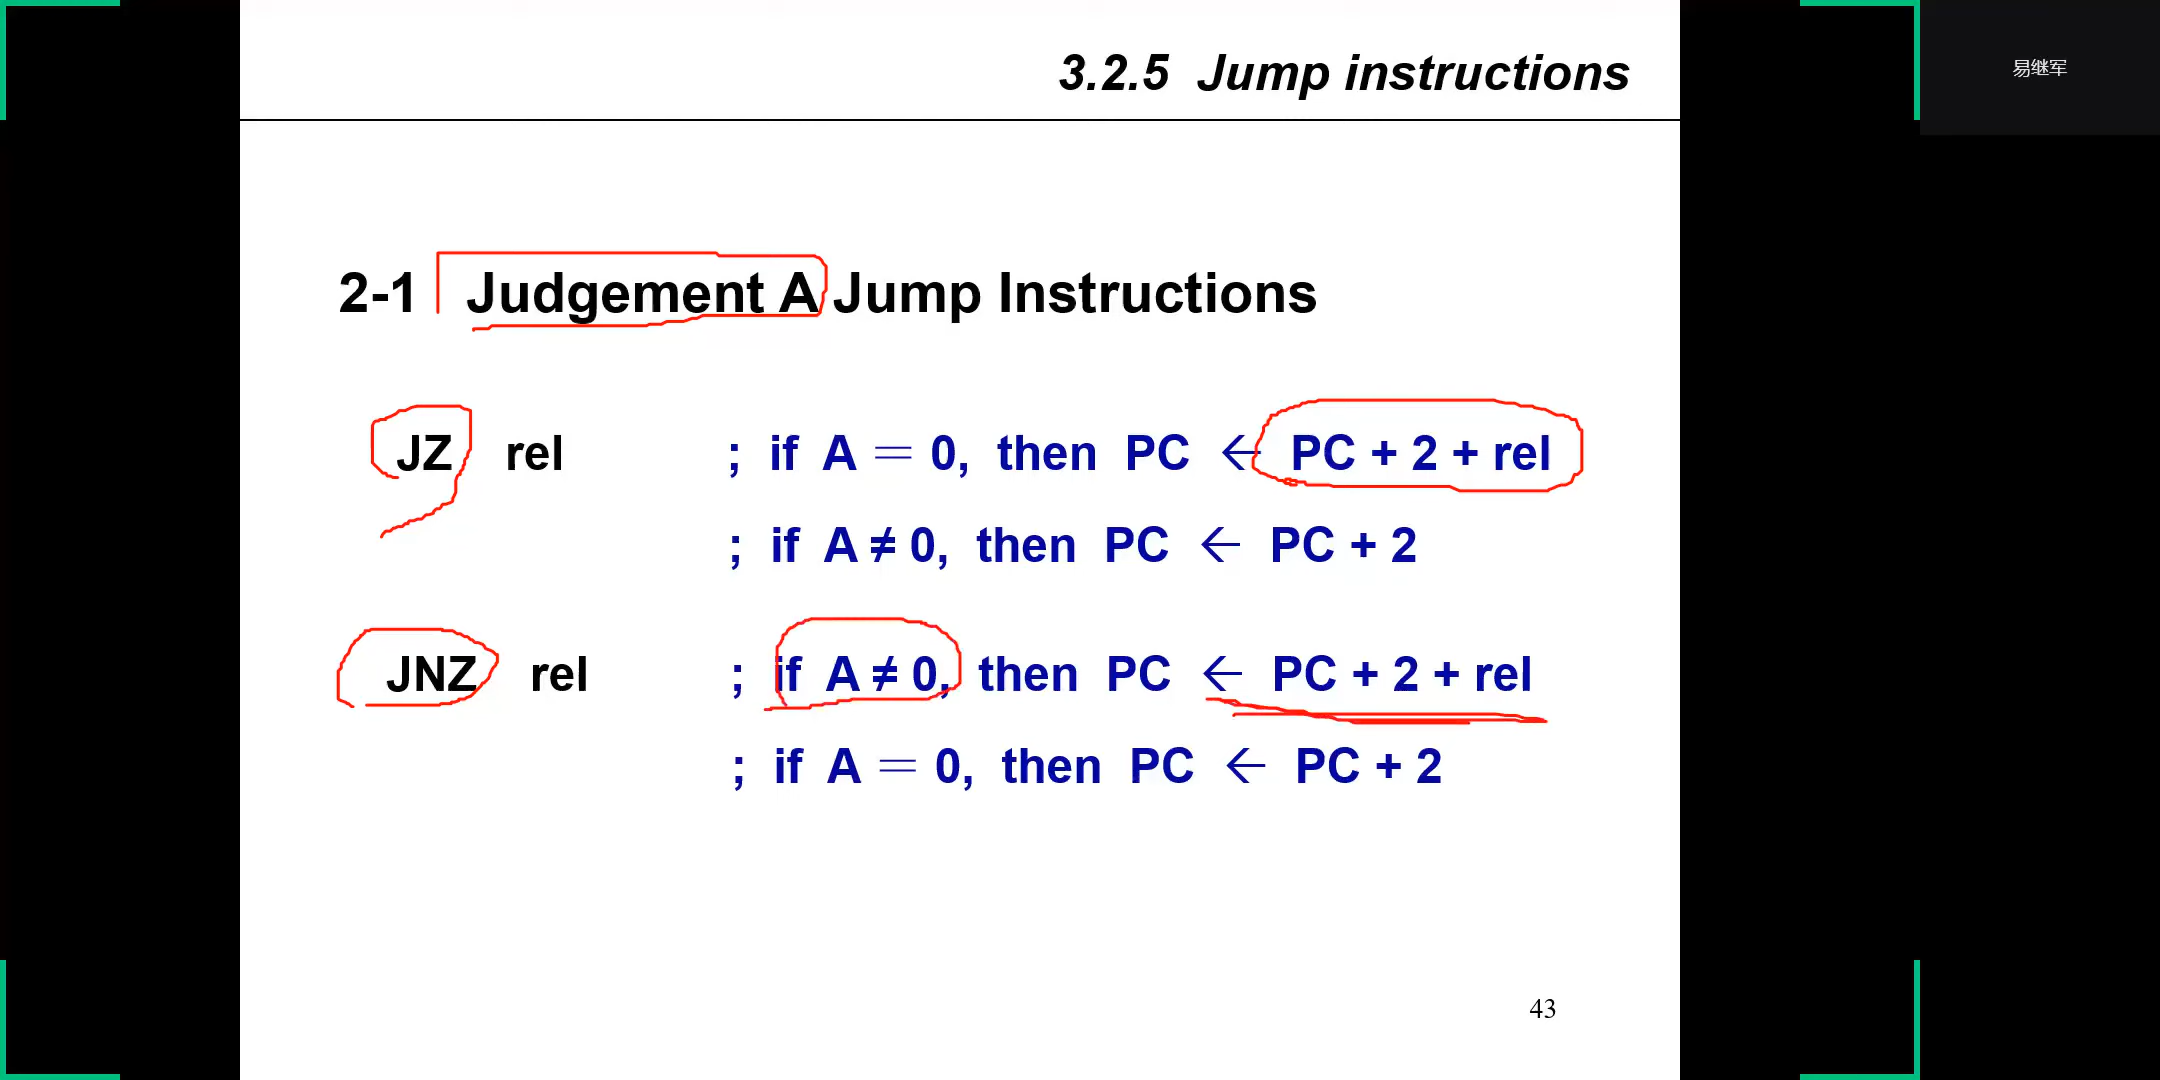 3.2.5 Jump instructions
易继军
2-1 Judgement A Jump Instructions
JZ rel ; if A = 0, then PC ← PC + 2 + rel
; if A ≠ 0, then PC ← PC + 2
JNZ rel ; if A ≠ 0, then PC ← PC + 2 + rel
; if A = 0, then PC ← PC + 2
43